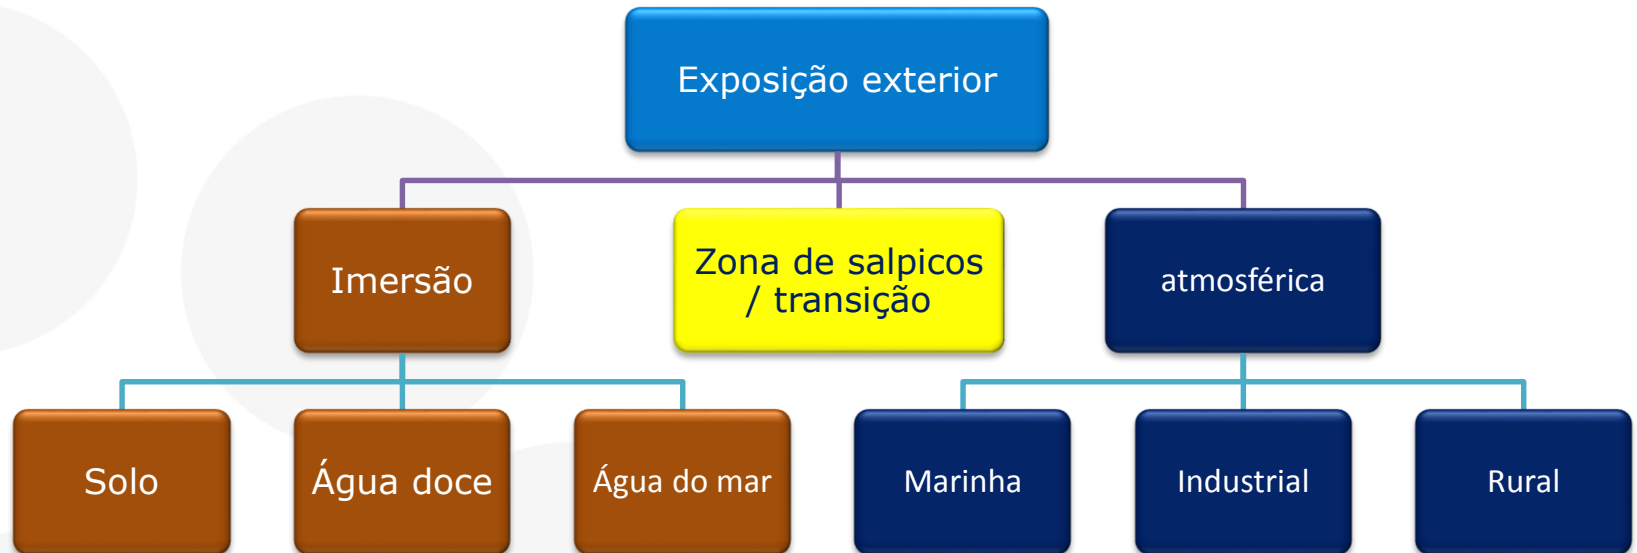 Exposição exterior
Imersão
Zona de salpicos
/ transição
atmosférica
Solo
Água doce
Água do mar
Marinha
Industrial
Rural